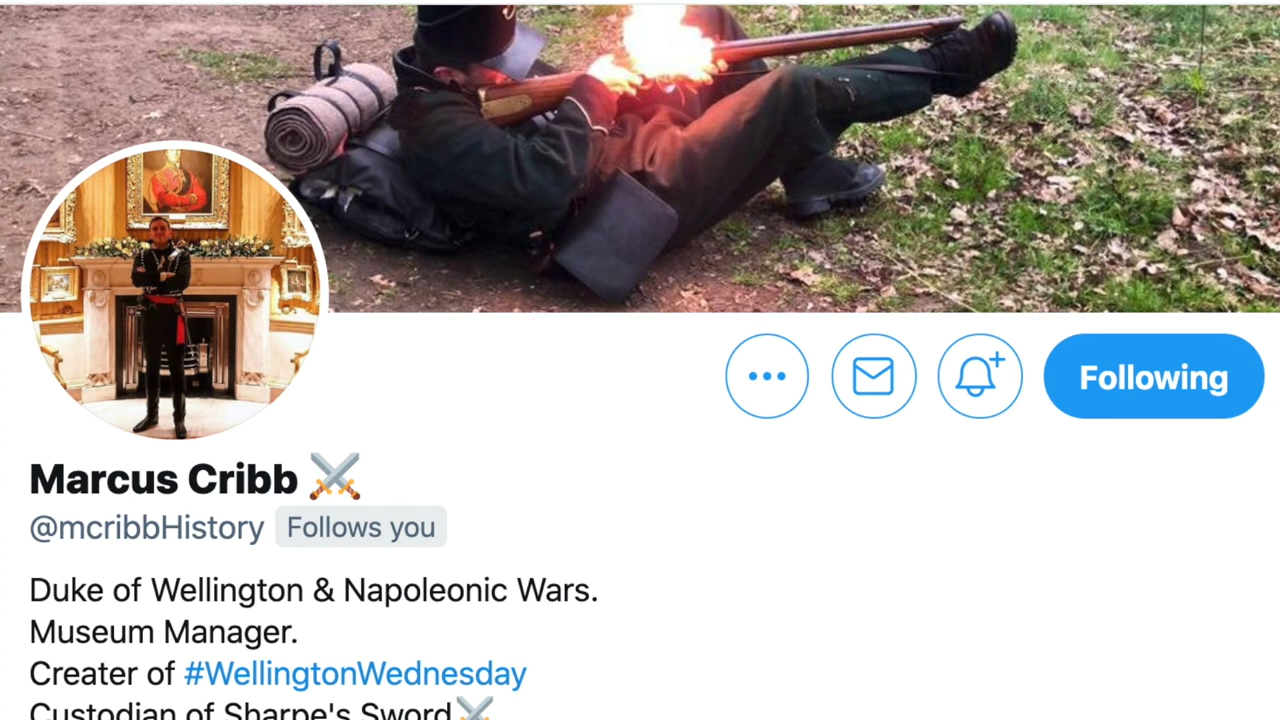 Following
Marcus Cribb ⚔️
@mcribbHistory Follows you
Duke of Wellington & Napoleonic Wars.
Museum Manager.
Creater of #WellingtonWednesday
Custodian of Sharpe's Sword⚔️